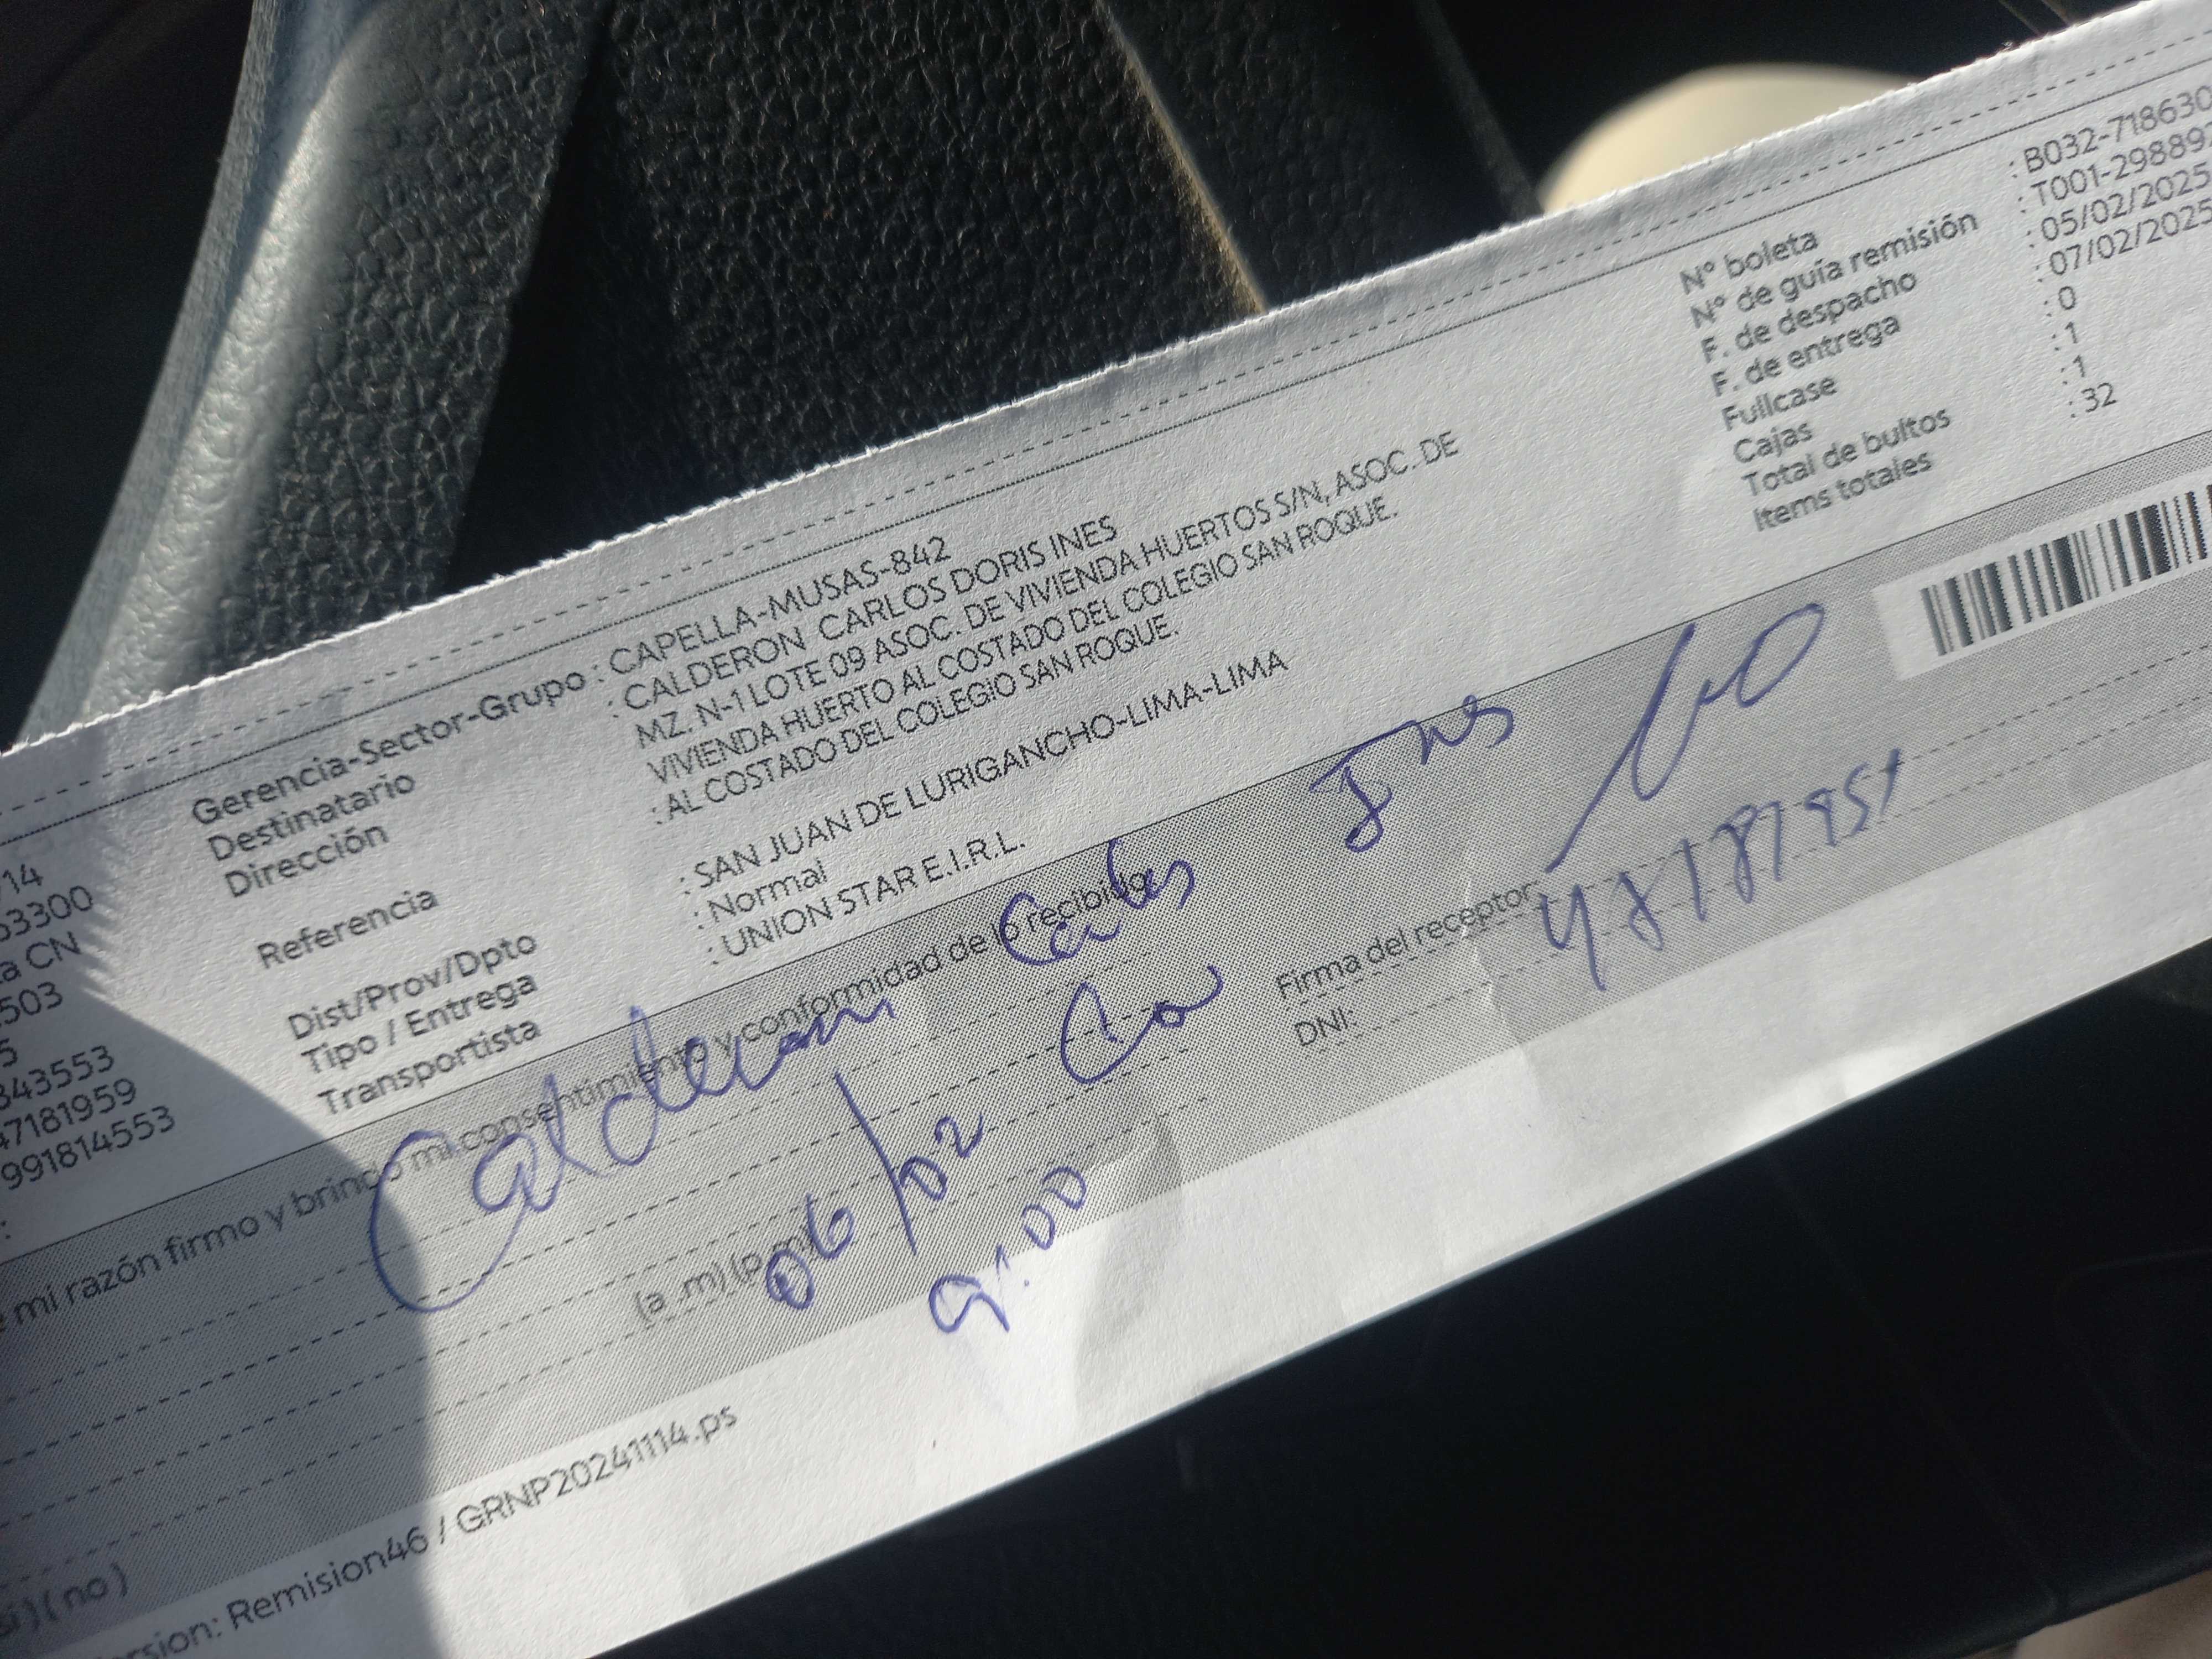 14
53300
ta CN
503
5
843553
47181959
991814553
:
Gerencia-Sector-Grupo : CAPELLA-MUSAS-842
Destinatario : CALDERON CARLOS DORIS INES
Dirección MZ. N-1 LOTE 09 ASOC. DE VIVIENDA HUERTOS S/N, ASOC. DE
VIVIENDA HUERTO AL COSTADO DEL COLEGIO SAN ROQUE.
Referencia : AL COSTADO DEL COLEGIO SAN ROQUE.
Dist/Prov/Dpto : SAN JUAN DE LURIGANCHO-LIMA-LIMA
Tipo / Entrega : Normal
Transportista : UNION STAR E.I.R.L.
N° boleta : B032-718630
N° de guía remisión : T001-29889
F. de despacho : 05/02/2025
F. de entrega : 07/02/2025
Fullcase : 0
Cajas : 1
Total de bultos : 1
Items totales : 32
e mi razón firmo y brindo mi consentimiento y conformidad de lo recibido
Calderon Carlos Ines
06/02
9:00
(a .m) (p.m)
Firma del receptor:
DNI:
si ) ( no )
ersion: Remision46 / GRNP20241114.ps